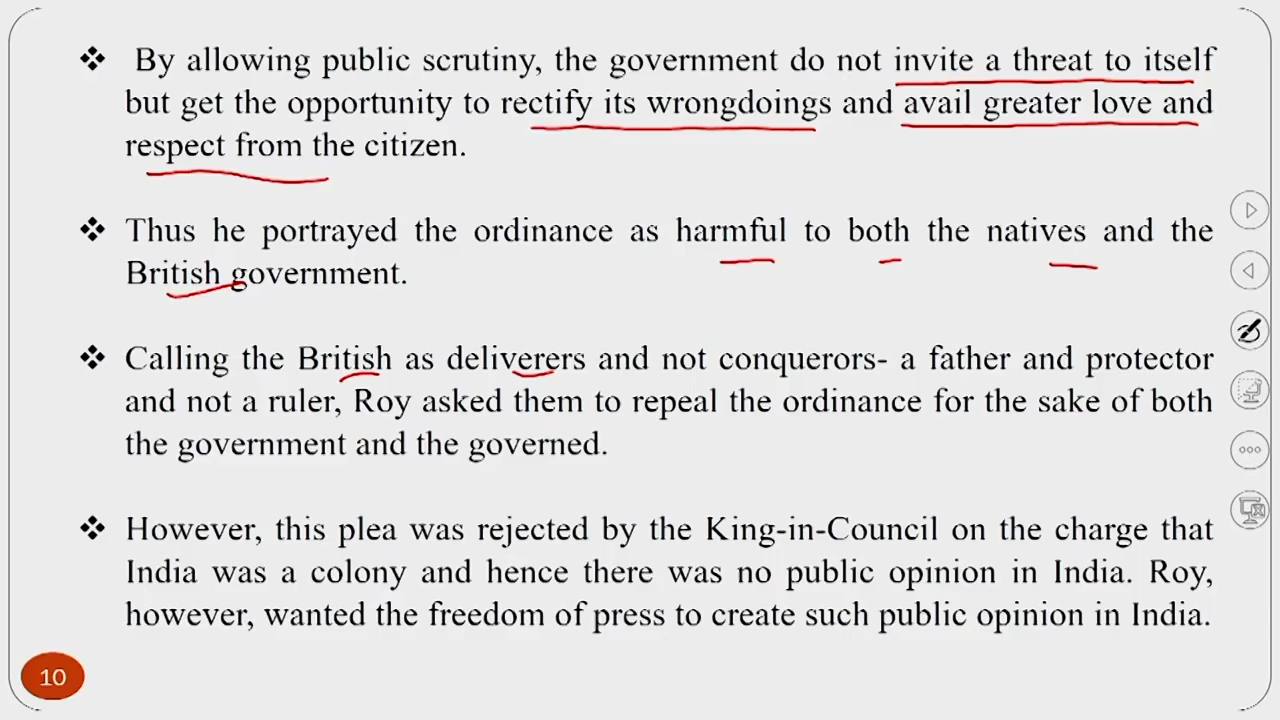 ❖ By allowing public scrutiny, the government do not invite a threat to itself
but get the opportunity to rectify its wrongdoings and avail greater love and
respect from the citizen.
❖ Thus he portrayed the ordinance as harmful to both the natives and the
British government.
❖ Calling the British as deliverers and not conquerors- a father and protector
and not a ruler, Roy asked them to repeal the ordinance for the sake of both
the government and the governed.
❖ However, this plea was rejected by the King-in-Council on the charge that
India was a colony and hence there was no public opinion in India. Roy,
however, wanted the freedom of press to create such public opinion in India.
10